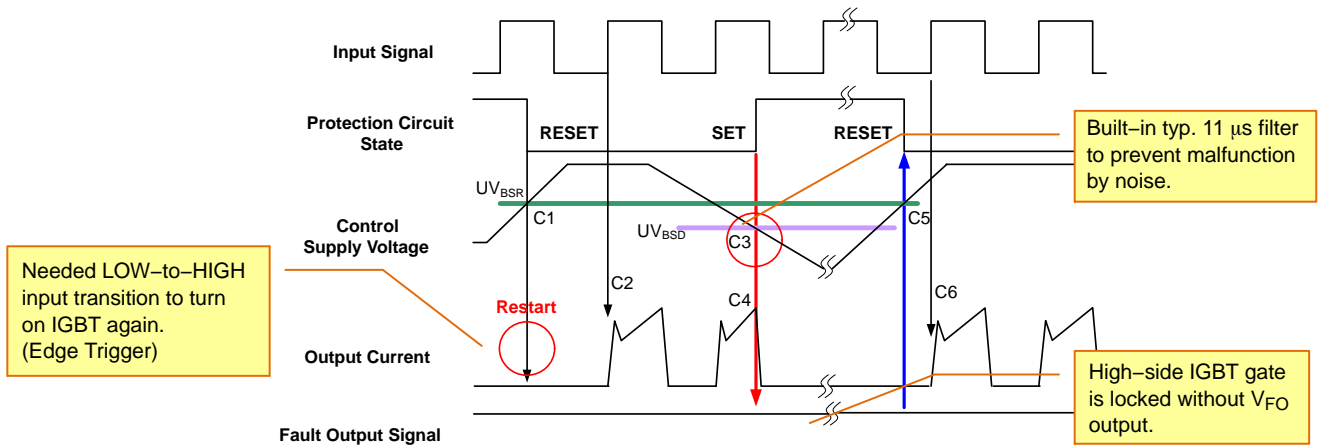 Input Signal
Protection Circuit
State
RESET
SET
RESET
Built–in typ. 11 μs filter
to prevent malfunction
by noise.
UVBSR
C1
C5
Control
Supply Voltage
UVBSD
C3
Needed LOW–to–HIGH
input transition to turn
on IGBT again.
(Edge Trigger)
C2
C4
C6
Restart
Output Current
High–side IGBT gate
is locked without VFO
output.
Fault Output Signal